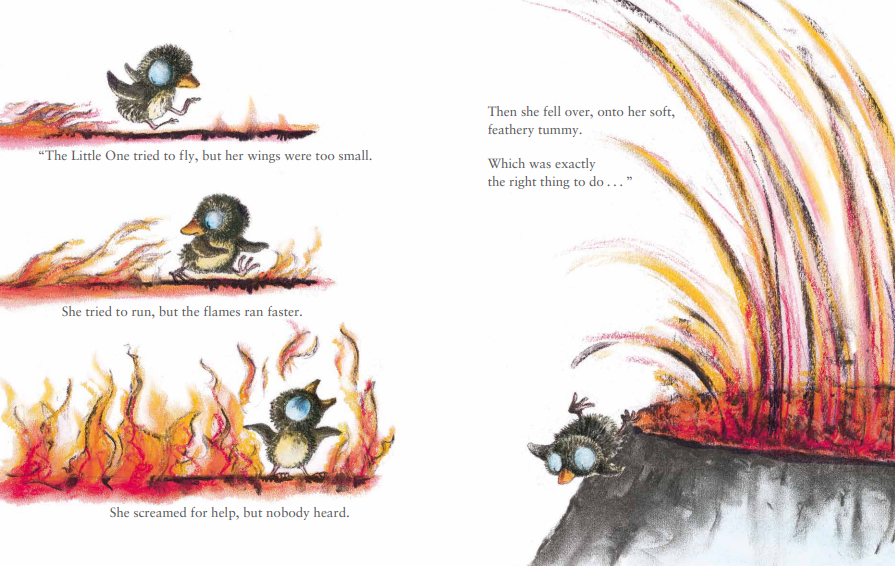 “The Little One tried to fly, but her wings were too small.
She tried to run, but the flames ran faster.
She screamed for help, but nobody heard.
Then she fell over, onto her soft,
feathery tummy.
Which was exactly
the right thing to do . . . ”